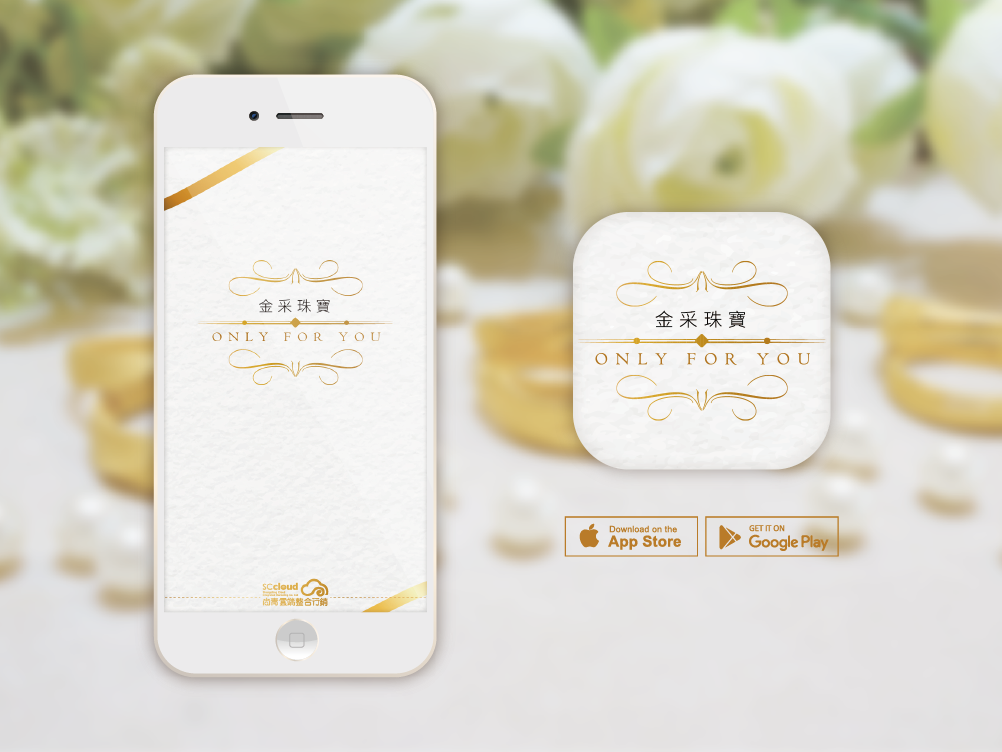 金采珠寶
ONLY FOR YOU
SCcloud
尚青雲端整合行銷
金采珠寶
ONLY FOR YOU
Download on the
App Store
GET IT ON
Google Play